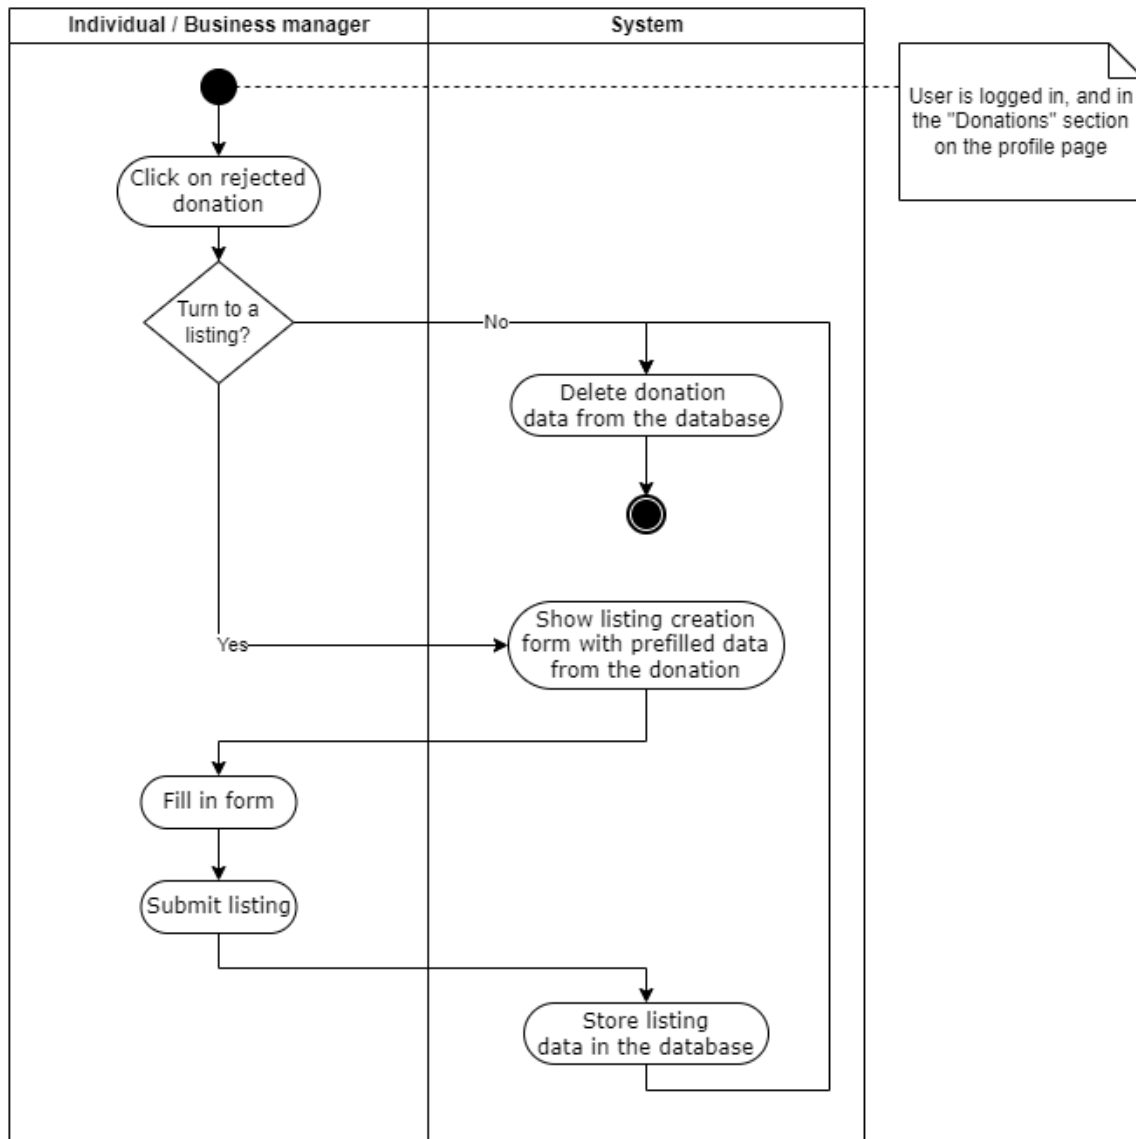 Individual / Business manager
System
User is logged in, and in
the "Donations" section
on the profile page
Click on rejected
donation
Turn to a
listing?
No
Delete donation
data from the database
Show listing creation
form with prefilled data
from the donation
Yes
Fill in form
Submit listing
Store listing
data in the database